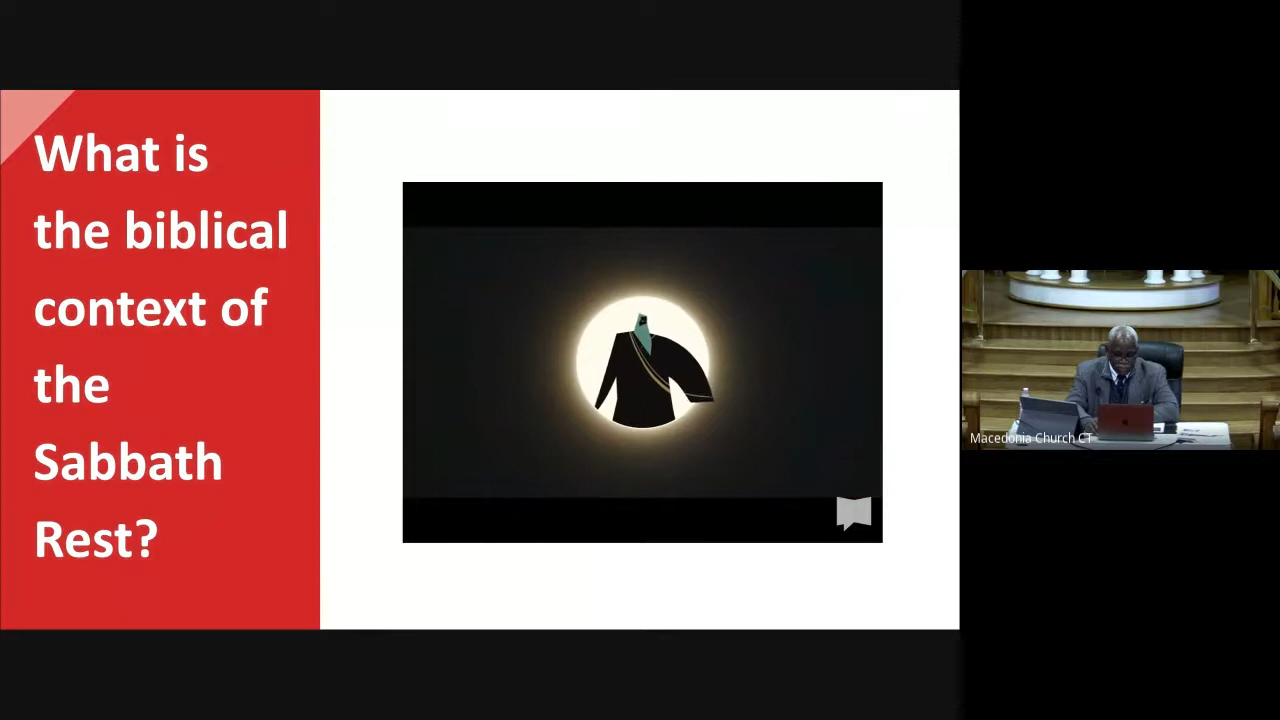 What is
the biblical
context of
the
Sabbath
Rest?
Macedonia Church CT